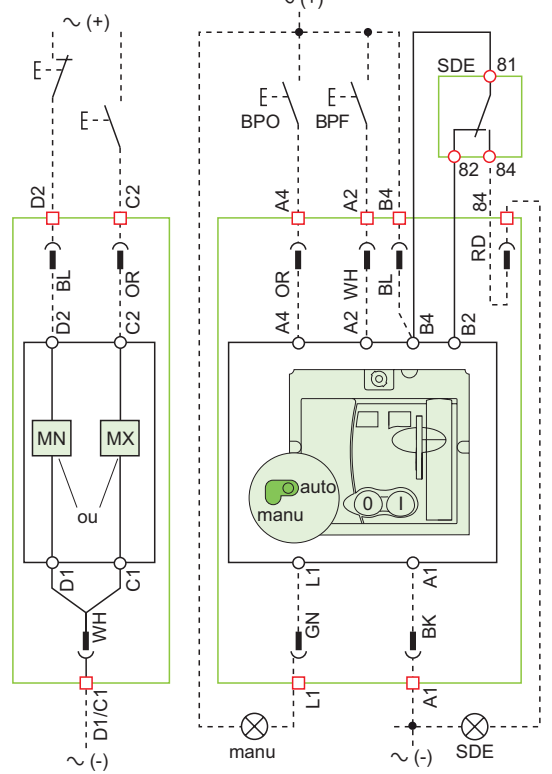 ∼ (+)
∼ (+)
SDE 81
E
E
E
BPO
E
BPF
82 84
D2
C2
A4
A2
B4
84
BL
OR
OR
WH
BL
RD
D2
C2
A4
A2
B4
B2
MN
MX
ou
auto
manu
0 I
D1
C1
L1
A1
WH
GN
BK
D1/C1
L1
A1
manu
SDE
∼ (-)
∼ (-)